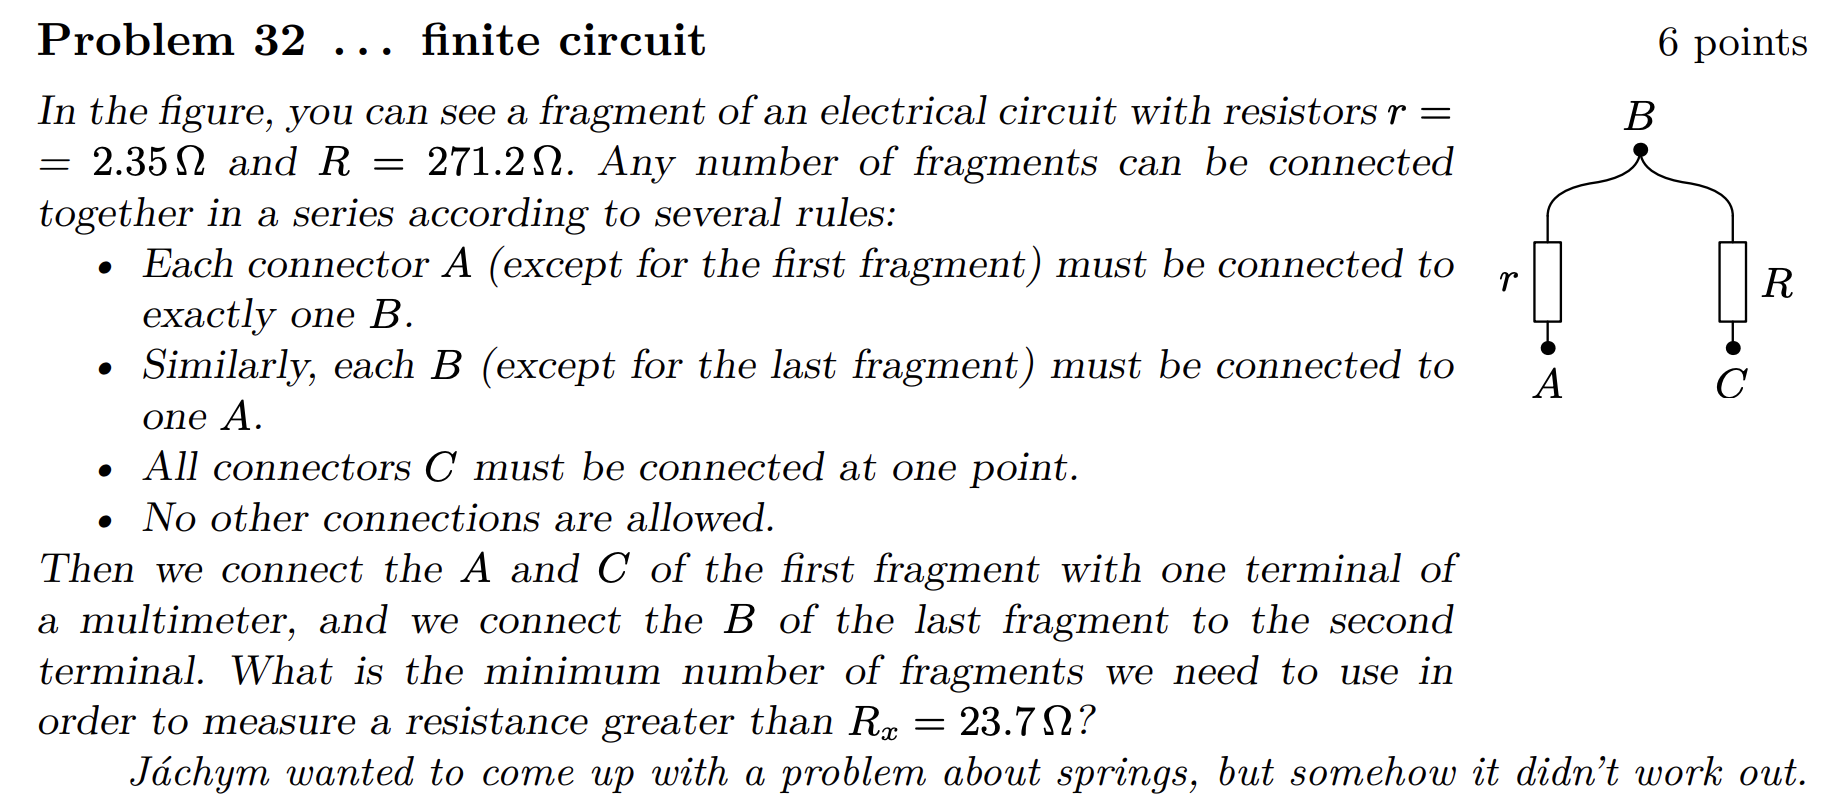 Problem 32 ... finite circuit 6 points
In the figure, you can see a fragment of an electrical circuit with resistors r =
= 2.35 Ω and R = 271.2 Ω. Any number of fragments can be connected
together in a series according to several rules:
• Each connector A (except for the first fragment) must be connected to
exactly one B.
• Similarly, each B (except for the last fragment) must be connected to
one A.
• All connectors C must be connected at one point.
• No other connections are allowed.
Then we connect the A and C of the first fragment with one terminal of
a multimeter, and we connect the B of the last fragment to the second
terminal. What is the minimum number of fragments we need to use in
order to measure a resistance greater than Rₓ = 23.7 Ω?
Jáchym wanted to come up with a problem about springs, but somehow it didn't work out.
B
r R
A C